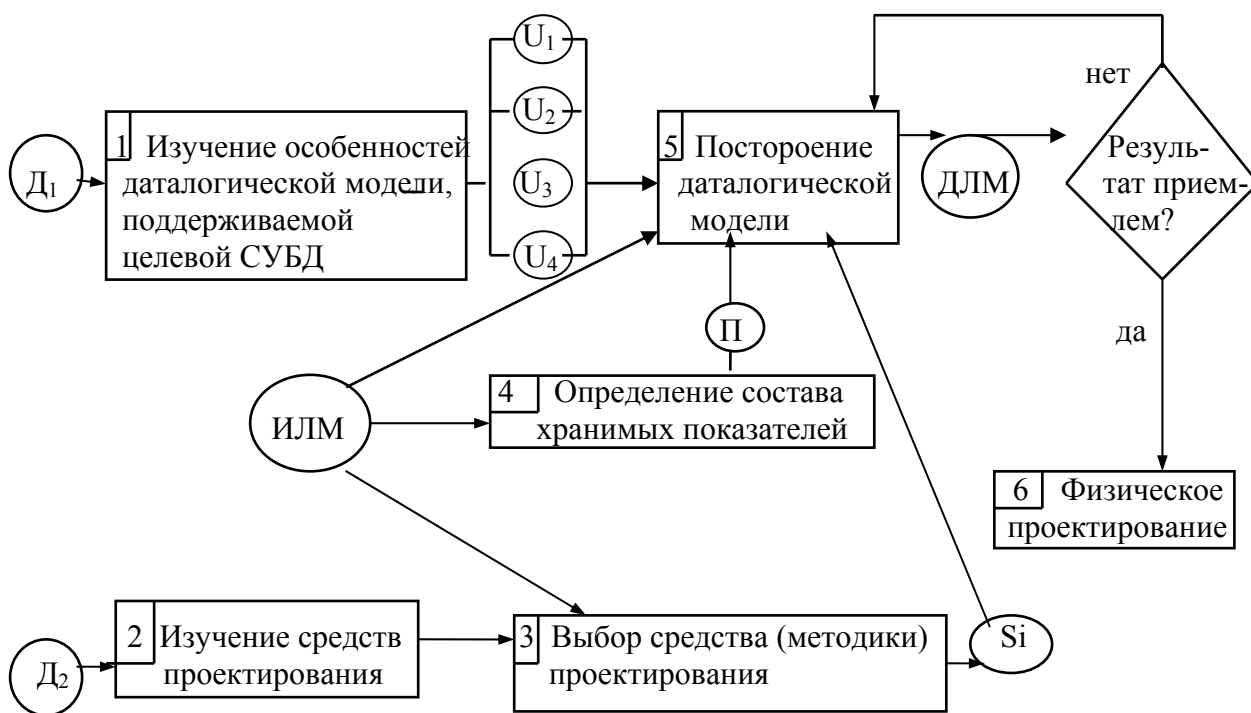 U₁
U₂
U₃
U₄
нет
Д₁
1 Изучение особенностей
даталогической модели,
поддерживаемой
целевой СУБД
5 Постороение
даталогической
модели
ДЛМ
Резуль-
тат прием-
лем?
П
да
ИЛМ
4 Определение состава
хранимых показателей
6 Физическое
проектирование
Д₂
2 Изучение средств
проектирования
3 Выбор средства (методики)
проектирования
Si